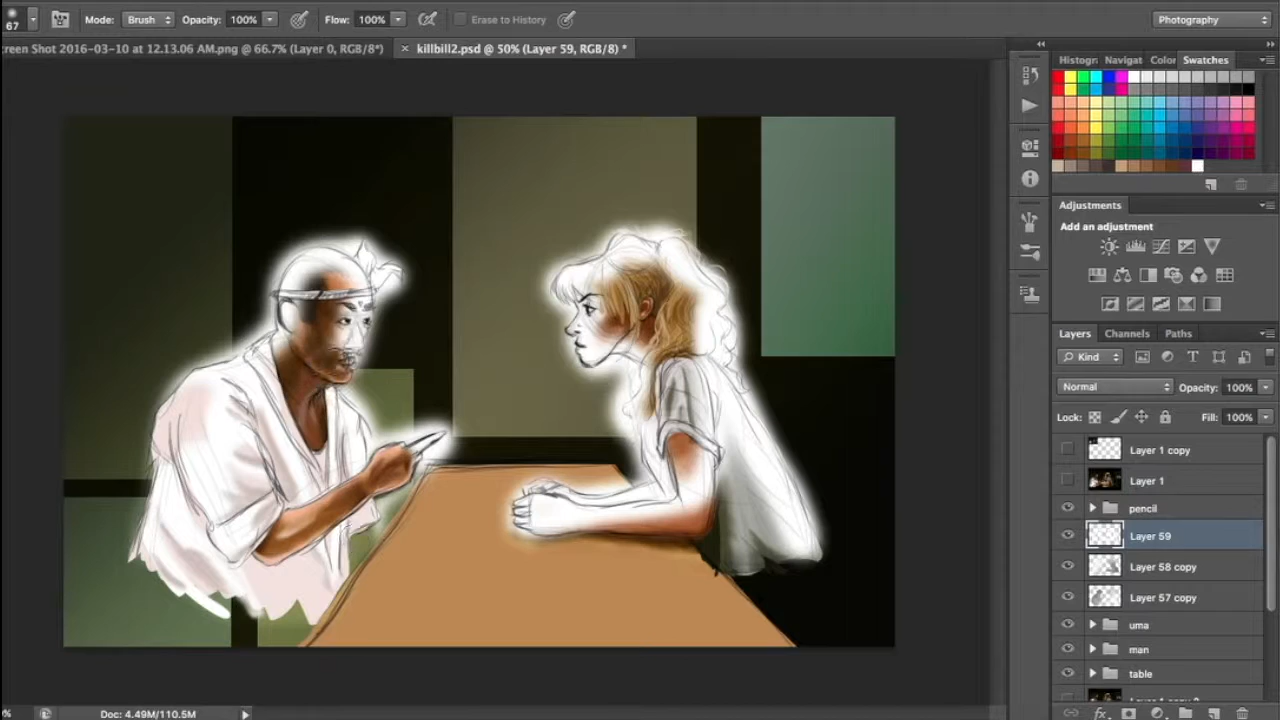 67 Mode: Brush Opacity: 100% Flow: 100% Erase to History Photography
creen Shot 2016-03-10 at 12.13.06 AM.png @ 66.7% (Layer 0, RGB/8*) × killbill2.psd @ 50% (Layer 59, RGB/8) *
Histogr Navigat Color Swatches
Adjustments
Add an adjustment
Layers Channels Paths
Kind
Normal Opacity: 100%
Lock: Fill: 100%
Layer 1 copy
Layer 1
pencil
Layer 59
Layer 58 copy
Layer 57 copy
uma
man
table
Doc: 4.49M/110.5M